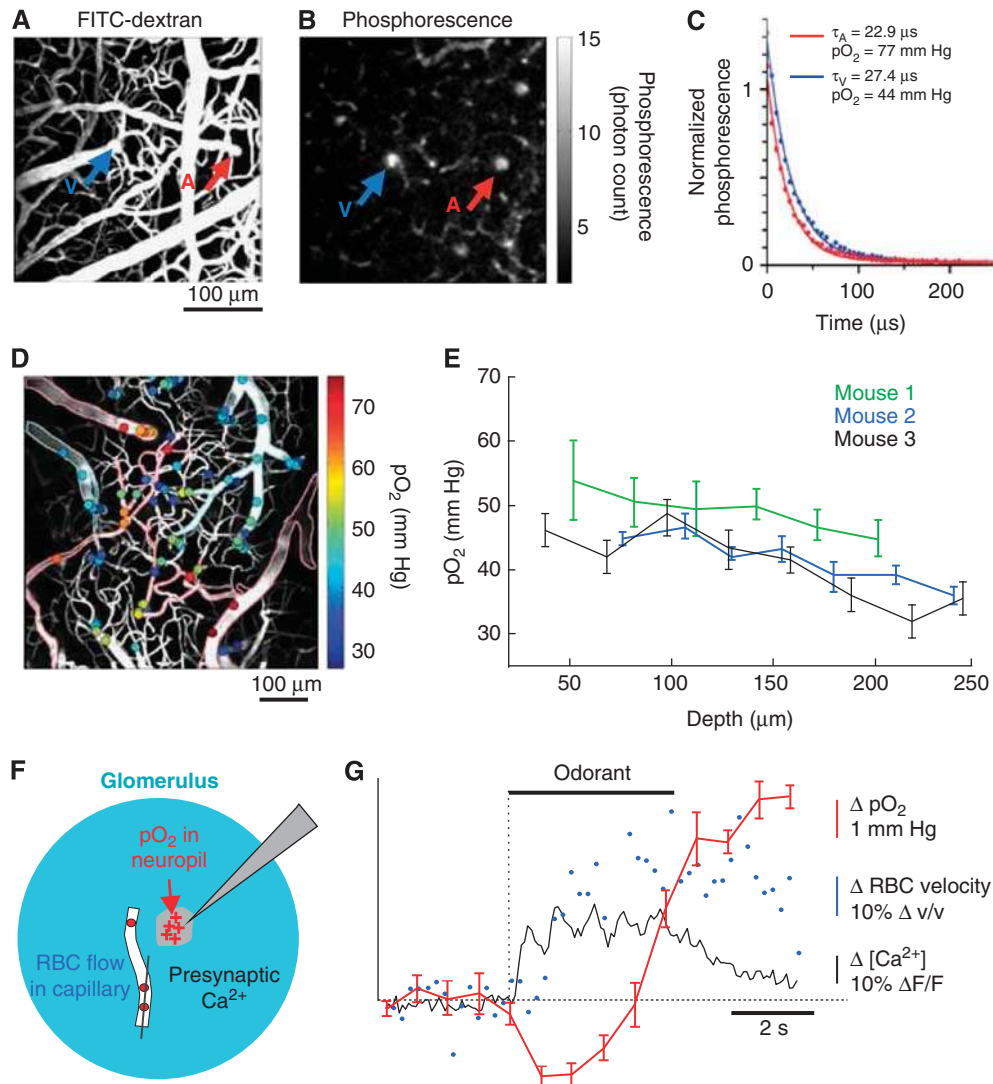 A
FITC-dextran
V
A
100 μm
B
Phosphorescence
V
A
15
10
5
Phosphorescence
(photon count)
C
τA = 22.9 μs
pO2 = 77 mm Hg
τV = 27.4 μs
pO2 = 44 mm Hg
Normalized
phosphorescence
1
0
0
100
200
Time (μs)
D
70
60
50
40
30
pO2 (mm Hg)
100 μm
E
Mouse 1
Mouse 2
Mouse 3
pO2 (mm Hg)
70
60
50
40
30
50
100
150
200
250
Depth (μm)
F
Glomerulus
pO2 in
neuropil
RBC flow
in capillary
Presynaptic
Ca2+
G
Odorant
Δ pO2
1 mm Hg
Δ RBC velocity
10% Δ v/v
Δ [Ca2+]
10% ΔF/F
2 s